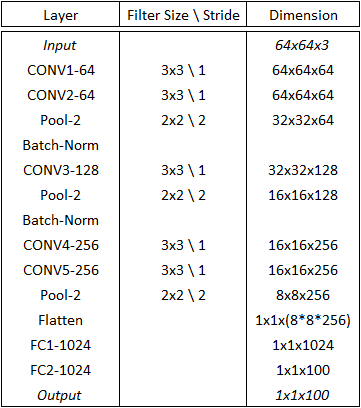 Layer Filter Size \ Stride Dimension
Input 64x64x3
CONV1-64 3x3 \ 1 64x64x64
CONV2-64 3x3 \ 1 64x64x64
Pool-2 2x2 \ 2 32x32x64
Batch-Norm
CONV3-128 3x3 \ 1 32x32x128
Pool-2 2x2 \ 2 16x16x128
Batch-Norm
CONV4-256 3x3 \ 1 16x16x256
CONV5-256 3x3 \ 1 16x16x256
Pool-2 2x2 \ 2 8x8x256
Flatten 1x1x(8*8*256)
FC1-1024 1x1x1024
FC2-1024 1x1x100
Output 1x1x100